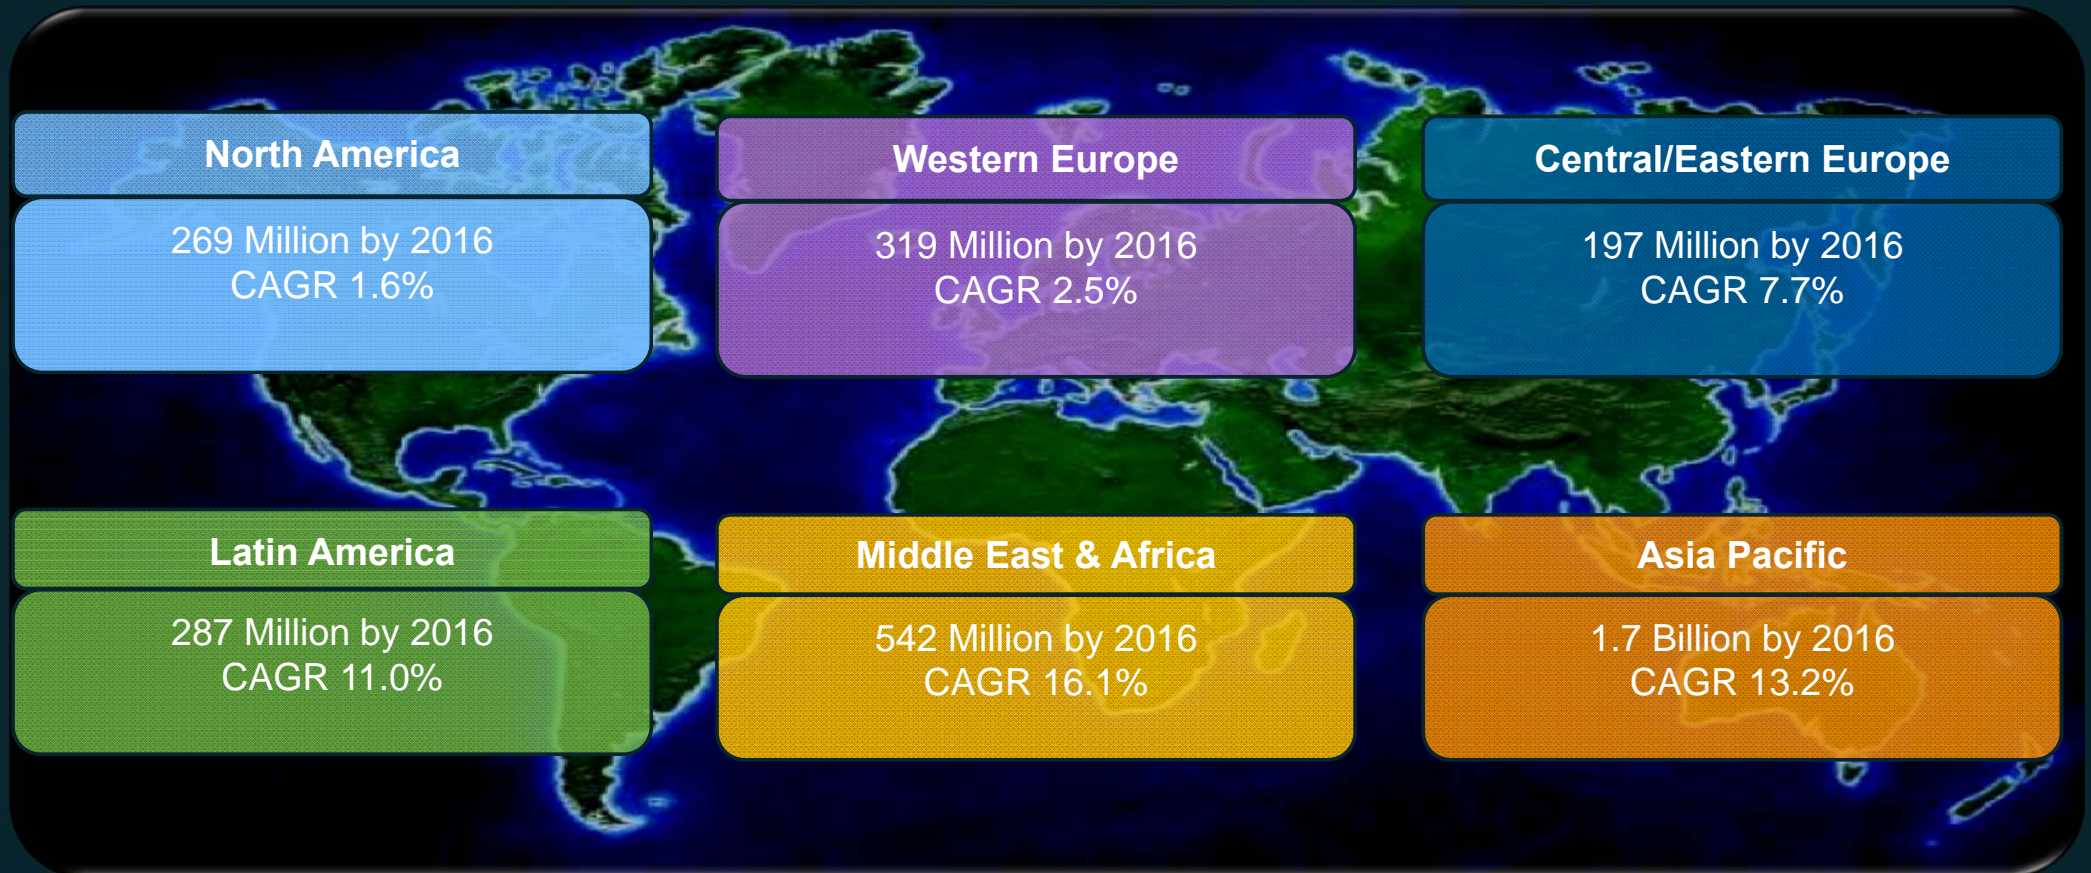 North America
269 Million by 2016
CAGR 1.6%
Western Europe
319 Million by 2016
CAGR 2.5%
Central/Eastern Europe
197 Million by 2016
CAGR 7.7%
Latin America
287 Million by 2016
CAGR 11.0%
Middle East & Africa
542 Million by 2016
CAGR 16.1%
Asia Pacific
1.7 Billion by 2016
CAGR 13.2%